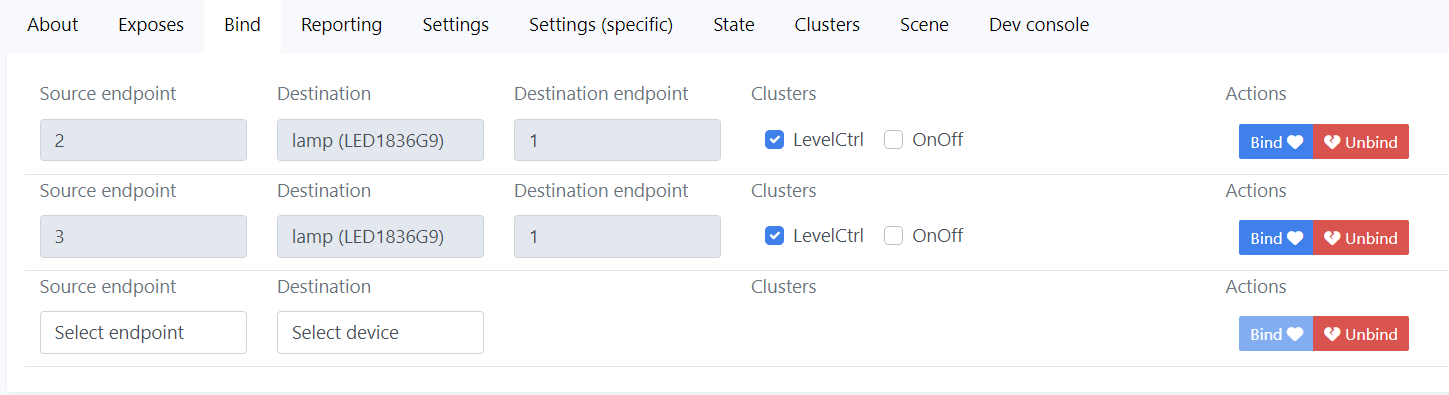 About Exposes Bind Reporting Settings Settings (specific) State Clusters Scene Dev console
Source endpoint Destination Destination endpoint Clusters Actions
2 lamp (LED1836G9) 1 LevelCtrl OnOff Bind Unbind
Source endpoint Destination Destination endpoint Clusters Actions
3 lamp (LED1836G9) 1 LevelCtrl OnOff Bind Unbind
Source endpoint Destination Clusters Actions
Select endpoint Select device Bind Unbind